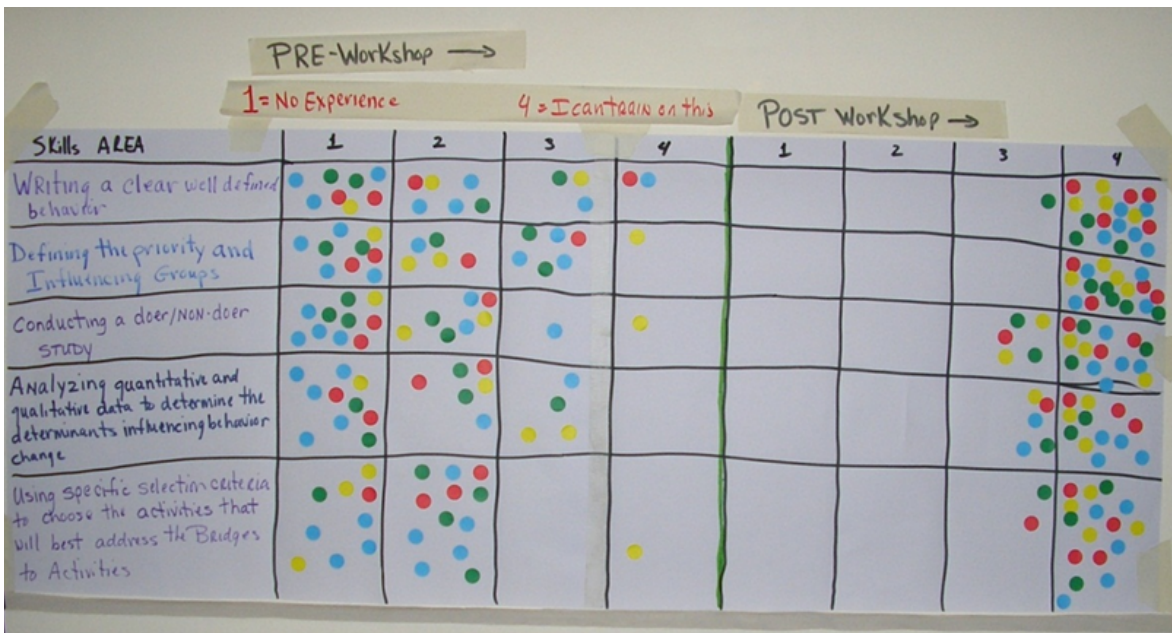 PRE-Workshop →
1 = No Experience 4 = I can train on this
POST Workshop →
Skills AREA 1 2 3 4 1 2 3 4
WRiting a clear well defined
behavior
Defining the priority and
Influencing Groups
Conducting a doer/NON-doer
STUDY
Analyzing quantitative and
qualitative data to determine the
determinants influencing behavior
change
Using specific selection criteria
to choose the activities that
will best address the Bridges
to Activities